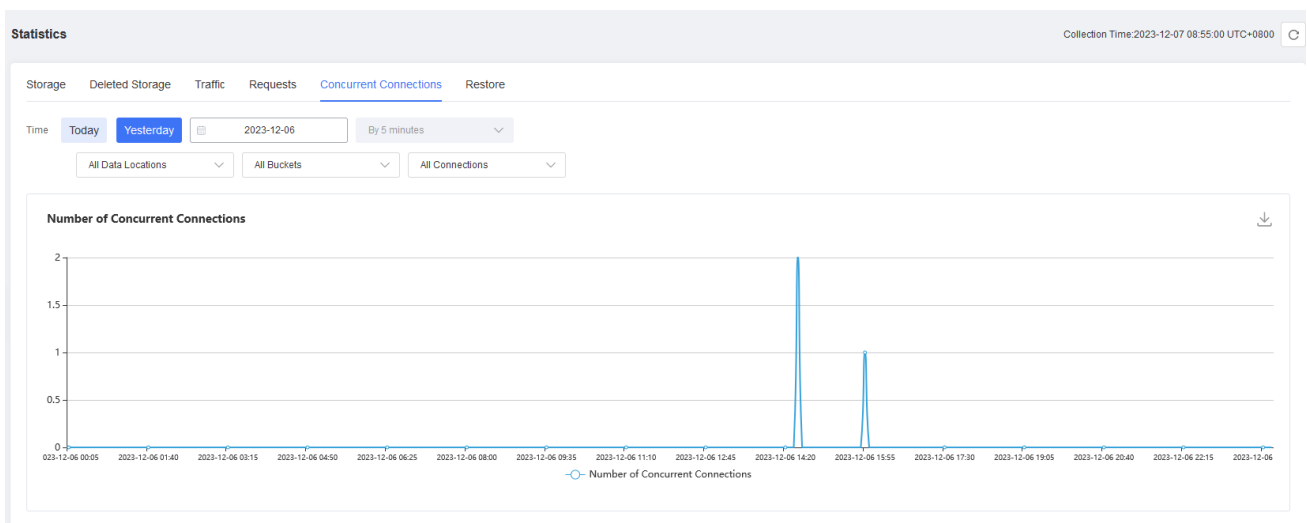 Statistics
Collection Time:2023-12-07 08:55:00 UTC+0800
Storage Deleted Storage Traffic Requests Concurrent Connections Restore
Time Today Yesterday 2023-12-06 By 5 minutes
All Data Locations All Buckets All Connections
Number of Concurrent Connections
2
1.5
1
0.5
0
023-12-06 00:05 2023-12-06 01:40 2023-12-06 03:15 2023-12-06 04:50 2023-12-06 06:25 2023-12-06 08:00 2023-12-06 09:35 2023-12-06 11:10 2023-12-06 12:45 2023-12-06 14:20 2023-12-06 15:55 2023-12-06 17:30 2023-12-06 19:05 2023-12-06 20:40 2023-12-06 22:15 2023-12-06
Number of Concurrent Connections